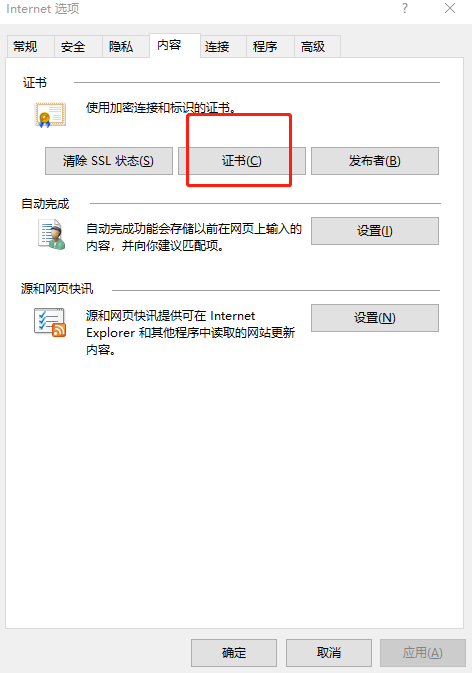 Internet 选项
常规 安全 隐私 内容 连接 程序 高级
证书
使用加密连接和标识的证书。
清除 SSL 状态(S) 证书(C) 发布者(B)
自动完成
自动完成功能会存储以前在网页上输入的
内容，并向你建议匹配项。
设置(I)
源和网页快讯
源和网页快讯提供可在 Internet
Explorer 和其他程序中读取的网站更新
内容。
设置(N)
确定 取消 应用(A)